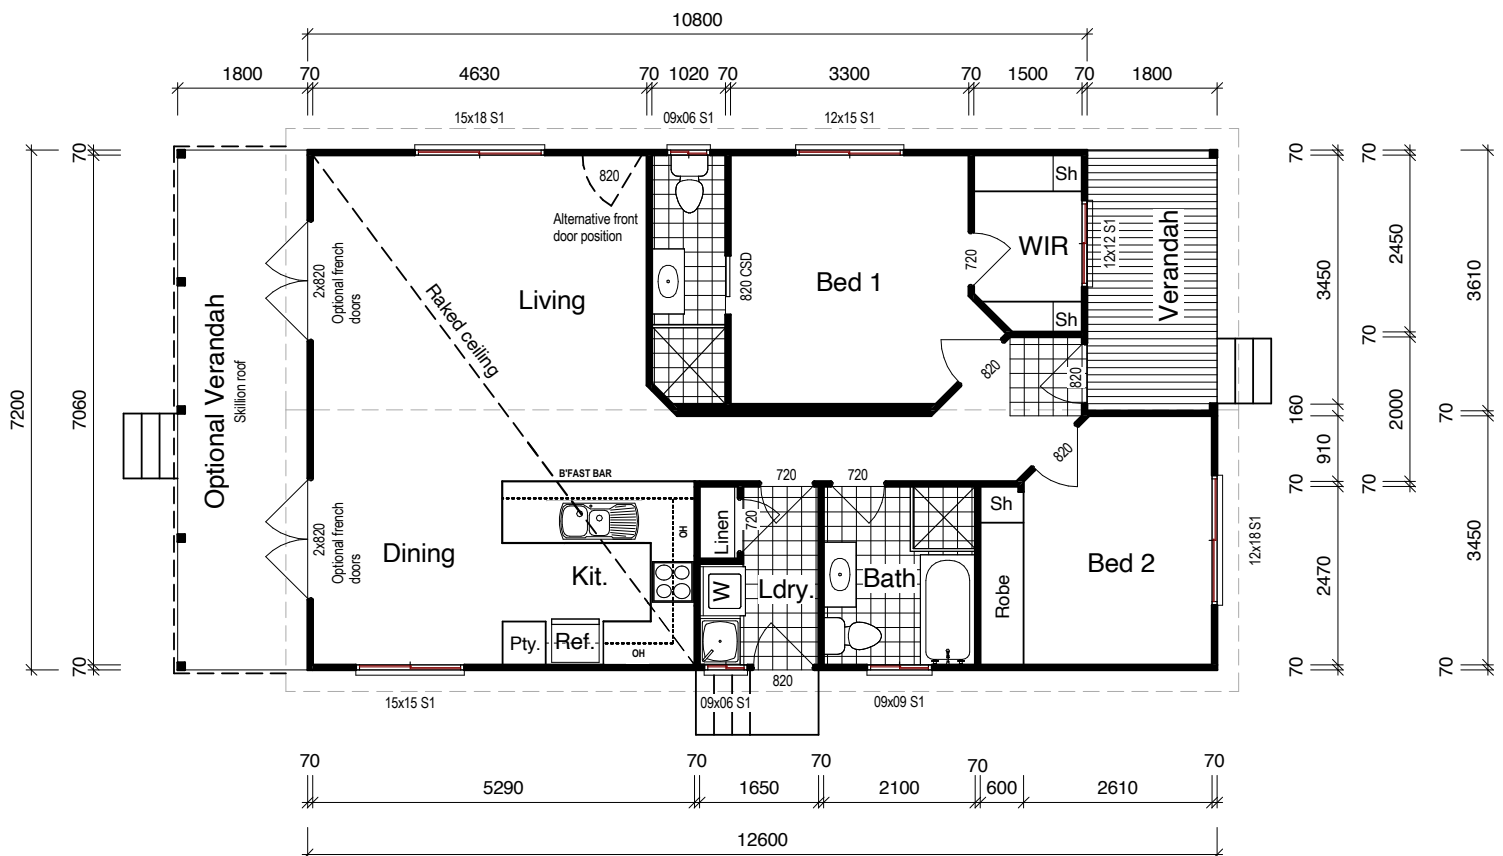 10800
1800
70
4630
70
1020
70
3300
70
1500
70
1800
15x18 S1
09x06 S1
12x15 S1
70
7060
70
7200
Optional Verandah
Skillion roof
2x820
Optional french
doors
2x820
Optional french
doors
820
Alternative front
door position
Living
Raked ceiling
820 CSD
Bed 1
720
Sh
WIR
Sh
12x12 S1
Verandah
820
820
820
B'FAST BAR
OH
OH
Dining
Kit.
Pty.
Ref.
Linen
720
720
720
W
Ldry.
820
Bath
Sh
Robe
Bed 2
12x18S1
15x15 S1
09x06 S1
09x09 S1
70
3450
160
910
70
2470
70
70
2450
70
2000
70
70
3610
70
3450
70
70
5290
70
1650
70
2100
70
600
2610
70
12600